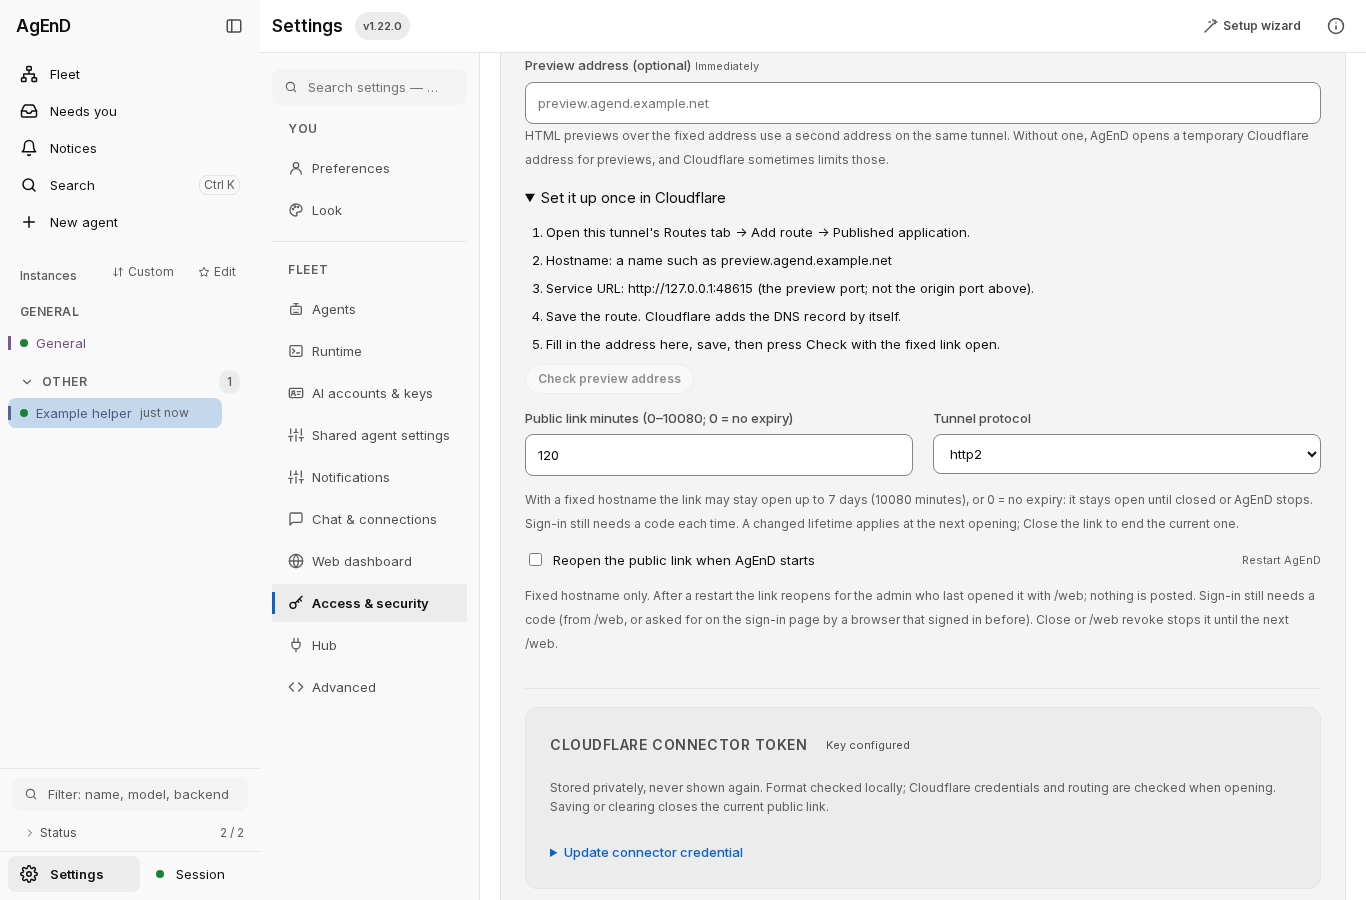 AgEnD
Settings
v1.22.0
Setup wizard
Fleet
Needs you
Notices
Search
Ctrl K
New agent
Instances
Custom
Edit
GENERAL
General
OTHER
1
Example helper
just now
Filter: name, model, backend
Status
2 / 2
Settings
Session
Search settings — …
YOU
Preferences
Look
FLEET
Agents
Runtime
AI accounts & keys
Shared agent settings
Notifications
Chat & connections
Web dashboard
Access & security
Hub
Advanced
Preview address (optional) Immediately
preview.agend.example.net
HTML previews over the fixed address use a second address on the same tunnel. Without one, AgEnD opens a temporary Cloudflare
address for previews, and Cloudflare sometimes limits those.
▼ Set it up once in Cloudflare
1. Open this tunnel's Routes tab → Add route → Published application.
2. Hostname: a name such as preview.agend.example.net
3. Service URL: http://127.0.0.1:48615 (the preview port; not the origin port above).
4. Save the route. Cloudflare adds the DNS record by itself.
5. Fill in the address here, save, then press Check with the fixed link open.
Check preview address
Public link minutes (0–10080; 0 = no expiry)
Tunnel protocol
120
http2
With a fixed hostname the link may stay open up to 7 days (10080 minutes), or 0 = no expiry: it stays open until closed or AgEnD stops.
Sign-in still needs a code each time. A changed lifetime applies at the next opening; Close the link to end the current one.
Reopen the public link when AgEnD starts
Restart AgEnD
Fixed hostname only. After a restart the link reopens for the admin who last opened it with /web; nothing is posted. Sign-in still needs a
code (from /web, or asked for on the sign-in page by a browser that signed in before). Close or /web revoke stops it until the next
/web.
CLOUDFLARE CONNECTOR TOKEN
Key configured
Stored privately, never shown again. Format checked locally; Cloudflare credentials and routing are checked when opening.
Saving or clearing closes the current public link.
▶ Update connector credential